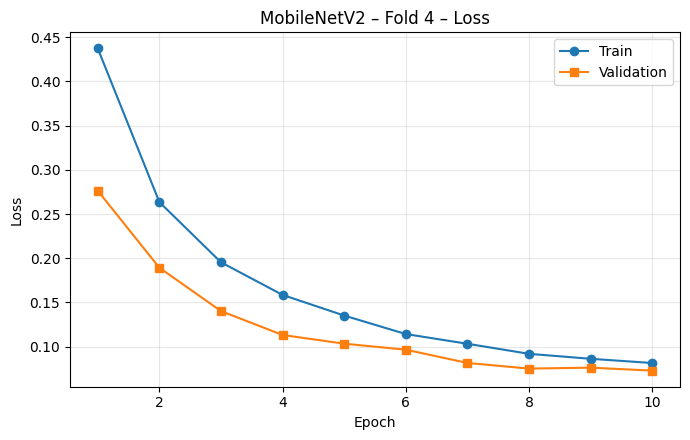 MobileNetV2 – Fold 4 – Loss
Train
Validation
Loss
0.45
0.40
0.35
0.30
0.25
0.20
0.15
0.10
2 4 6 8 10
Epoch